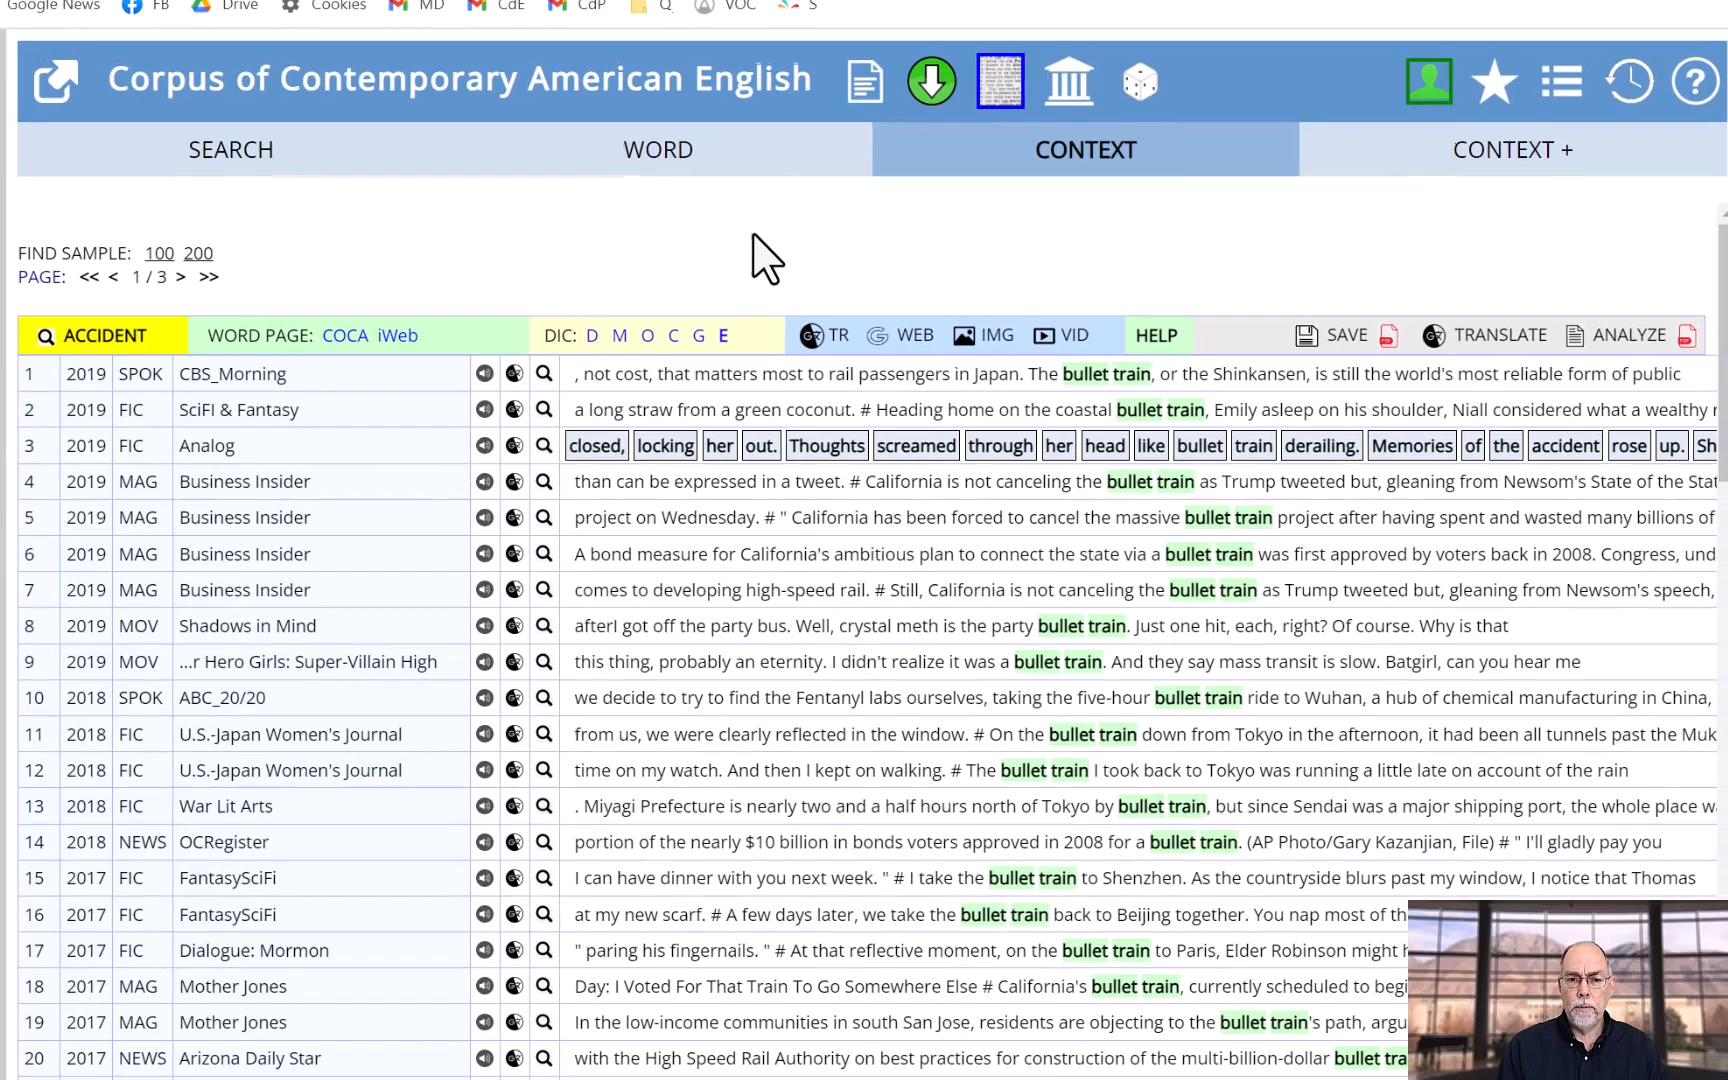 Google News FB Drive Cookies MD CdE CdP Q VOC S
Corpus of Contemporary American English ?
SEARCH WORD CONTEXT CONTEXT +
FIND SAMPLE: 100 200
PAGE: << < 1 / 3 > >>
ACCIDENT WORD PAGE: COCA iWeb DIC: D M O C G E TR WEB IMG VID HELP SAVE TRANSLATE ANALYZE
1 2019 SPOK CBS_Morning , not cost, that matters most to rail passengers in Japan. The bullet train, or the Shinkansen, is still the world's most reliable form of public
2 2019 FIC SciFI & Fantasy a long straw from a green coconut. # Heading home on the coastal bullet train, Emily asleep on his shoulder, Niall considered what a wealthy r
3 2019 FIC Analog closed, locking her out. Thoughts screamed through her head like bullet train derailing. Memories of the accident rose up. Sh
4 2019 MAG Business Insider than can be expressed in a tweet. # California is not canceling the bullet train as Trump tweeted but, gleaning from Newsom's State of the Stat
5 2019 MAG Business Insider project on Wednesday. # " California has been forced to cancel the massive bullet train project after having spent and wasted many billions of
6 2019 MAG Business Insider A bond measure for California's ambitious plan to connect the state via a bullet train was first approved by voters back in 2008. Congress, und
7 2019 MAG Business Insider comes to developing high-speed rail. # Still, California is not canceling the bullet train as Trump tweeted but, gleaning from Newsom's speech,
8 2019 MOV Shadows in Mind afterI got off the party bus. Well, crystal meth is the party bullet train. Just one hit, each, right? Of course. Why is that
9 2019 MOV ...r Hero Girls: Super-Villain High this thing, probably an eternity. I didn't realize it was a bullet train. And they say mass transit is slow. Batgirl, can you hear me
10 2018 SPOK ABC_20/20 we decide to try to find the Fentanyl labs ourselves, taking the five-hour bullet train ride to Wuhan, a hub of chemical manufacturing in China,
11 2018 FIC U.S.-Japan Women's Journal from us, we were clearly reflected in the window. # On the bullet train down from Tokyo in the afternoon, it had been all tunnels past the Muk
12 2018 FIC U.S.-Japan Women's Journal time on my watch. And then I kept on walking. # The bullet train I took back to Tokyo was running a little late on account of the rain
13 2018 FIC War Lit Arts . Miyagi Prefecture is nearly two and a half hours north of Tokyo by bullet train, but since Sendai was a major shipping port, the whole place wa
14 2018 NEWS OCRegister portion of the nearly $10 billion in bonds voters approved in 2008 for a bullet train. (AP Photo/Gary Kazanjian, File) # " I'll gladly pay you
15 2017 FIC FantasySciFi I can have dinner with you next week. " # I take the bullet train to Shenzhen. As the countryside blurs past my window, I notice that Thomas
16 2017 FIC FantasySciFi at my new scarf. # A few days later, we take the bullet train back to Beijing together. You nap most of th
17 2017 FIC Dialogue: Mormon " paring his fingernails. " # At that reflective moment, on the bullet train to Paris, Elder Robinson might h
18 2017 MAG Mother Jones Day: I Voted For That Train To Go Somewhere Else # California's bullet train, currently scheduled to begi
19 2017 MAG Mother Jones In the low-income communities in south San Jose, residents are objecting to the bullet train's path, argu
20 2017 NEWS Arizona Daily Star with the High Speed Rail Authority on best practices for construction of the multi-billion-dollar bullet tra